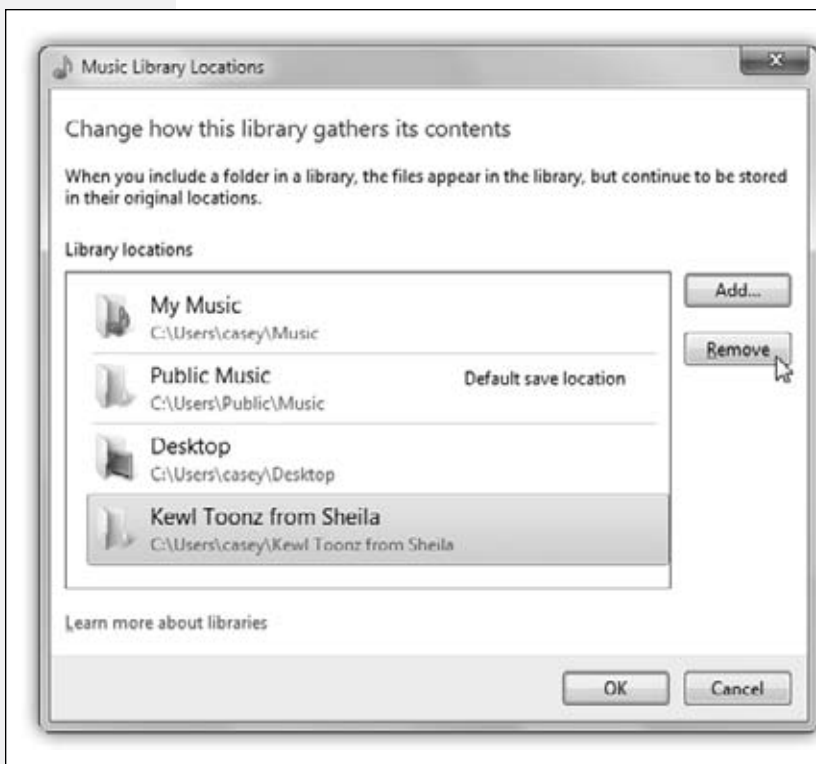 Music Library Locations
x
Change how this library gathers its contents
When you include a folder in a library, the files appear in the library, but continue to be stored
in their original locations.
Library locations
My Music
C:\Users\casey\Music
Public Music
Default save location
C:\Users\Public\Music
Desktop
C:\Users\casey\Desktop
Kewl Toonz from Sheila
C:\Users\casey\Kewl Toonz from Sheila
Add...
Remove
Learn more about libraries
OK
Cancel